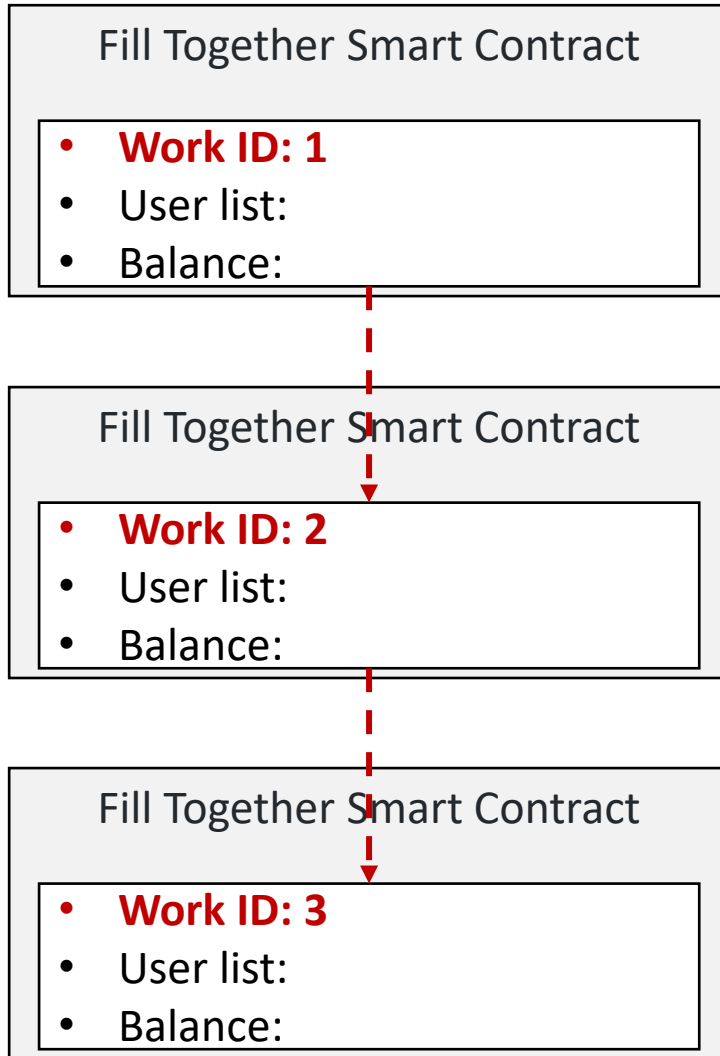 Fill Together Smart Contract
• Work ID: 1
• User list:
• Balance:
Fill Together Smart Contract
• Work ID: 2
• User list:
• Balance:
Fill Together Smart Contract
• Work ID: 3
• User list:
• Balance: